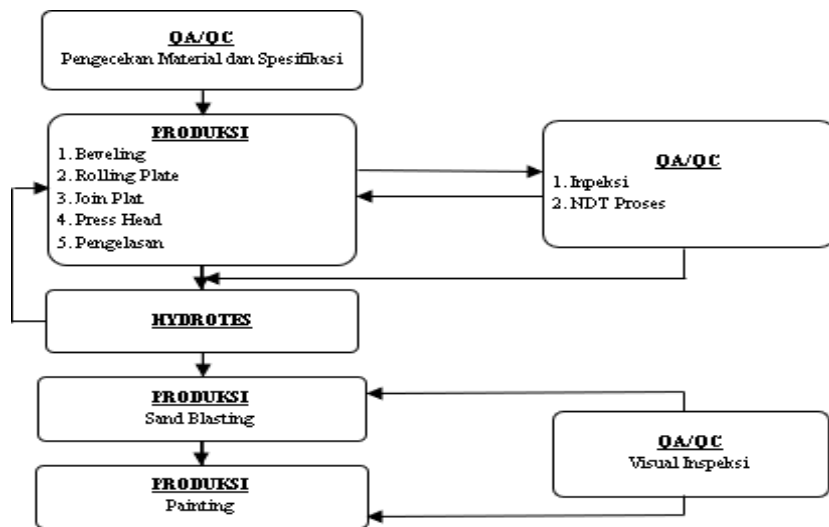 QA/QC
Pengecekan Material dan Spesifikasi
PRODUKSI
1. Beveling
2. Rolling Plate
3. Join Plat
4. Press Head
5. Pengelasan
QA/QC
1. Inpeksi
2. NDT Proses
HYDROTES
PRODUKSI
Sand Blasting
QA/QC
Visual Inspeksi
PRODUKSI
Painting